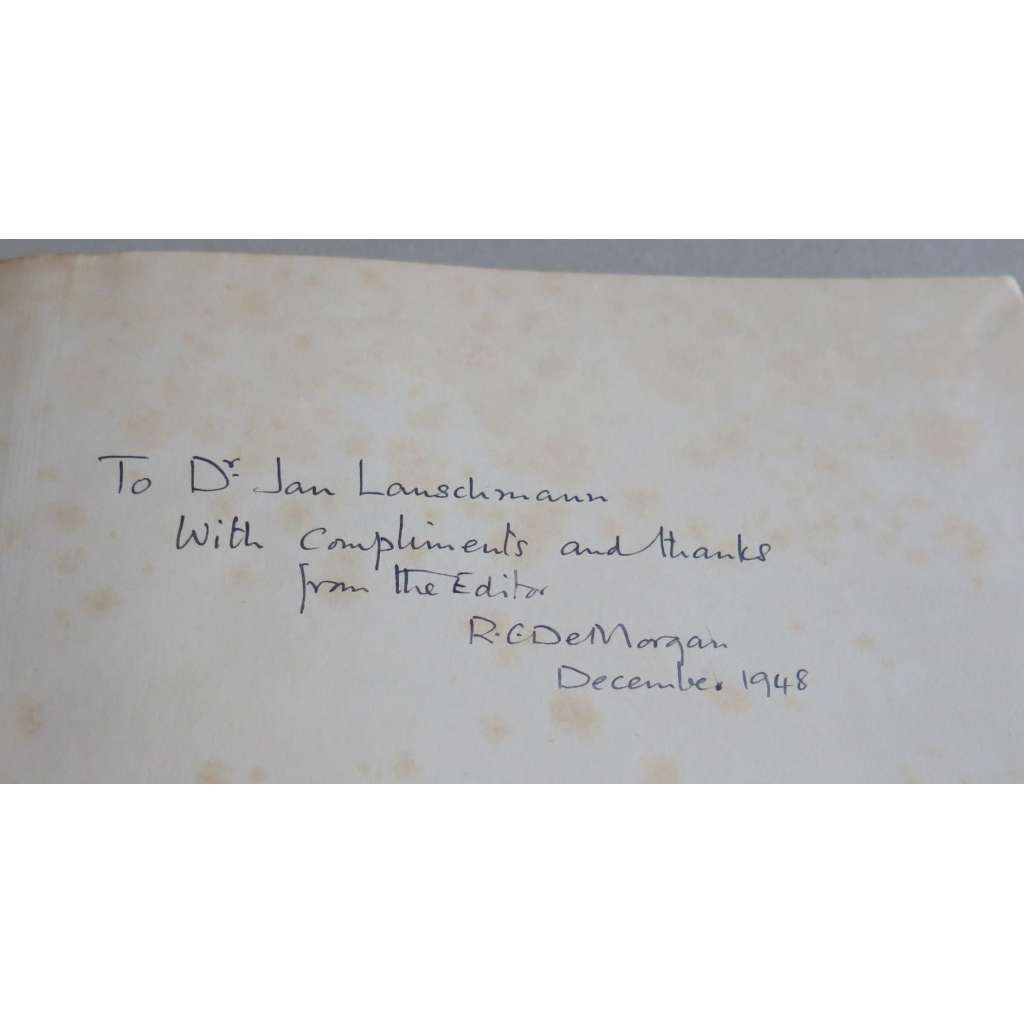 To Dr. Jan Lauschmann
With compliments and thanks
from the Editor
R.C. DeMorgan
December 1948